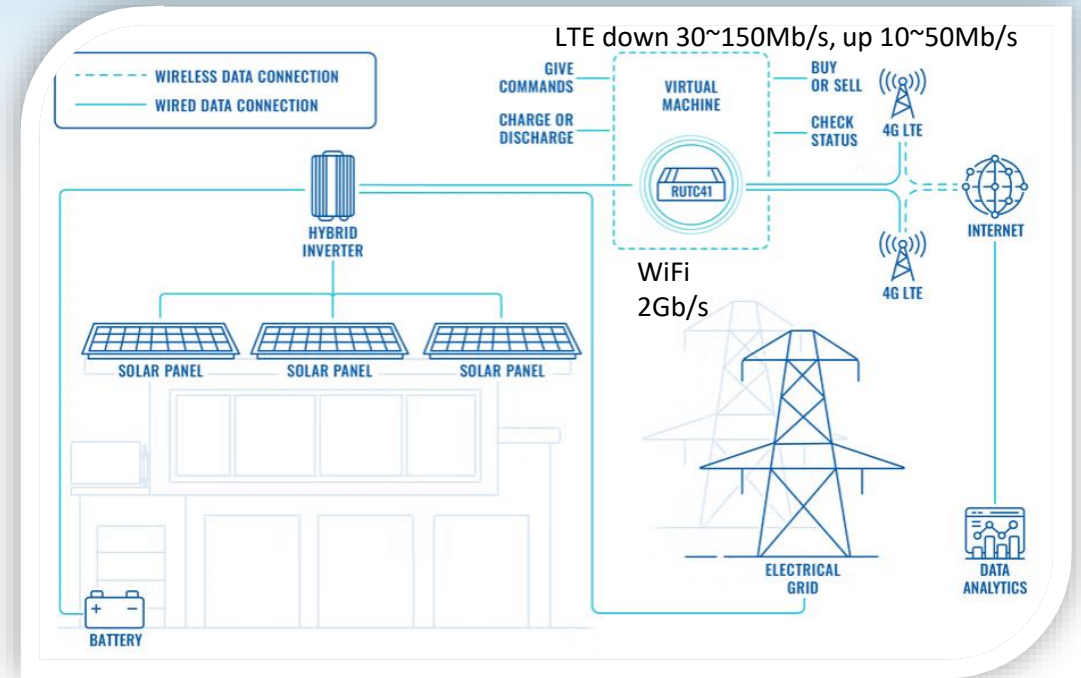 LTE down 30~150Mb/s, up 10~50Mb/s
WIRELESS DATA CONNECTION
WIRED DATA CONNECTION
GIVE
COMMANDS
CHARGE OR
DISCHARGE
VIRTUAL
MACHINE
BUY
OR SELL
CHECK
STATUS
4G LTE
RUTC41
HYBRID
INVERTER
INTERNET
4G LTE
WiFi
2Gb/s
SOLAR PANEL
SOLAR PANEL
SOLAR PANEL
ELECTRICAL
GRID
DATA
ANALYTICS
+ -
BATTERY